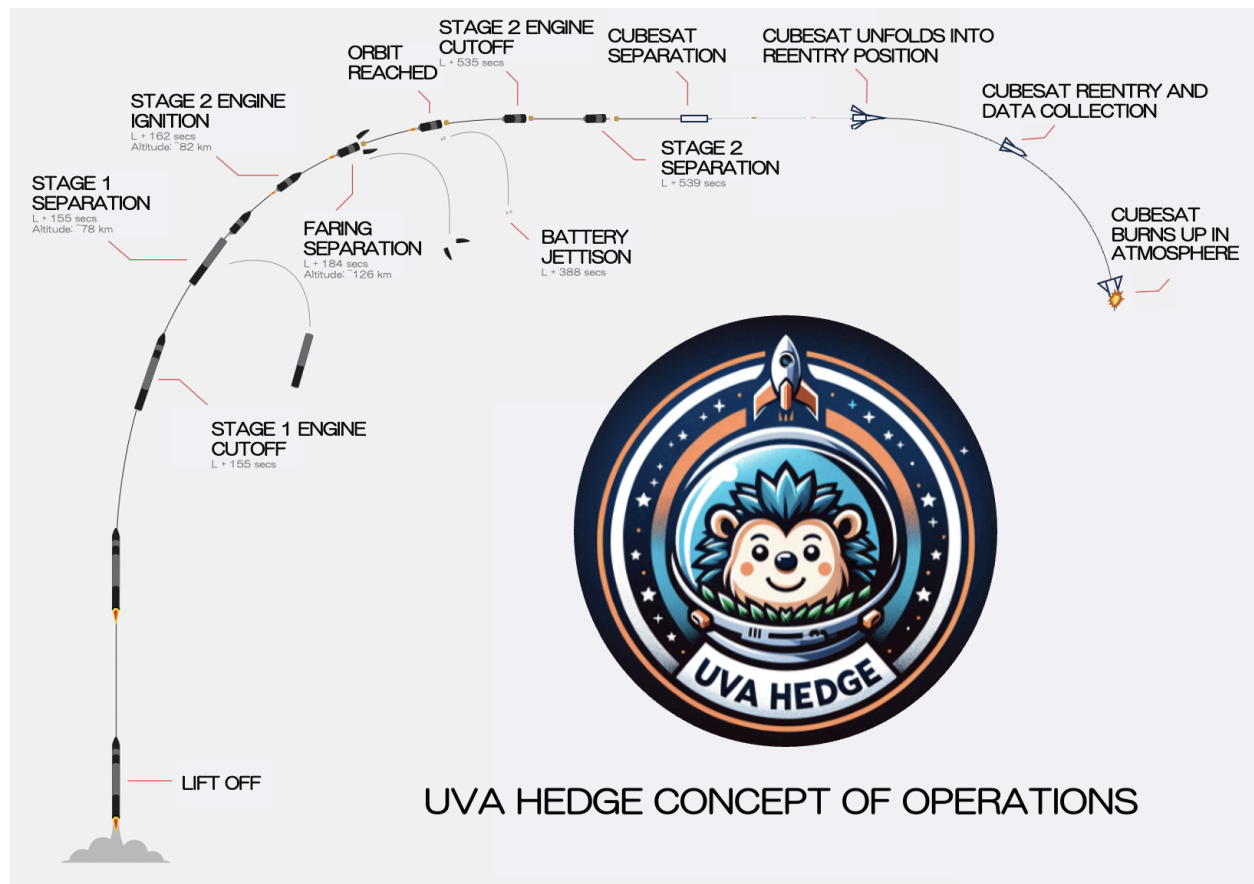 STAGE 2 ENGINE
CUTOFF
L + 535 secs
ORBIT
REACHED
CUBESAT
SEPARATION
CUBESAT UNFOLDS INTO
REENTRY POSITION
CUBESAT REENTRY AND
DATA COLLECTION
STAGE 2 ENGINE
IGNITION
L + 162 secs
Altitude: ~82 km
STAGE 2
SEPARATION
L + 539 secs
STAGE 1
SEPARATION
L + 155 secs
Altitude: ~78 km
FARING
SEPARATION
L + 184 secs
Altitude: ~126 km
BATTERY
JETTISON
L + 388 secs
CUBESAT
BURNS UP IN
ATMOSPHERE
STAGE 1 ENGINE
CUTOFF
L + 155 secs
UVA HEDGE
LIFT OFF
UVA HEDGE CONCEPT OF OPERATIONS